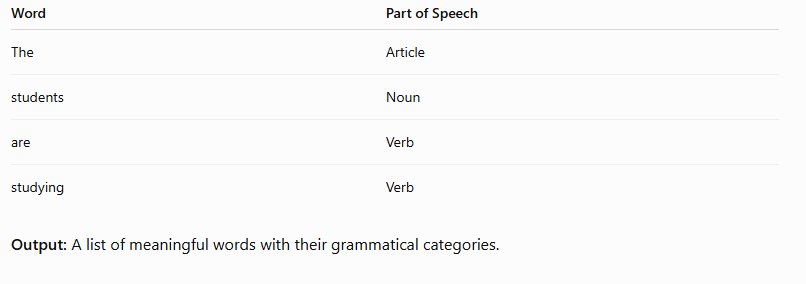 Word Part of Speech
The Article
students Noun
are Verb
studying Verb
Output: A list of meaningful words with their grammatical categories.